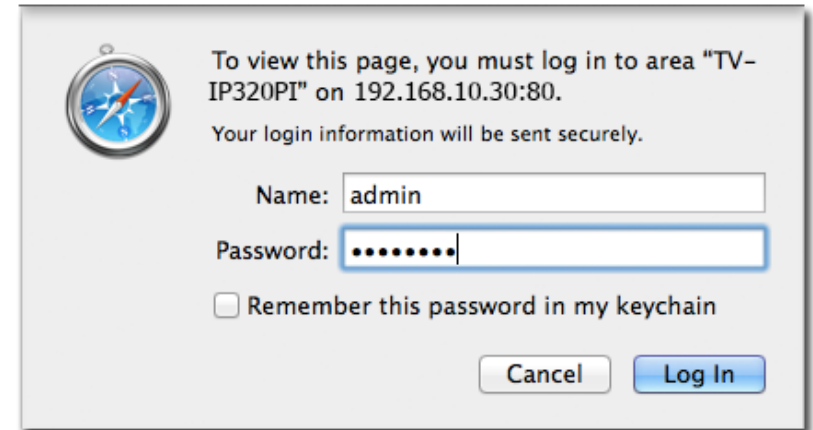 To view this page, you must log in to area "TV-
IP320PI" on 192.168.10.30:80.
Your login information will be sent securely.
Name: admin
Password: ••••••••
Remember this password in my keychain
Cancel Log In